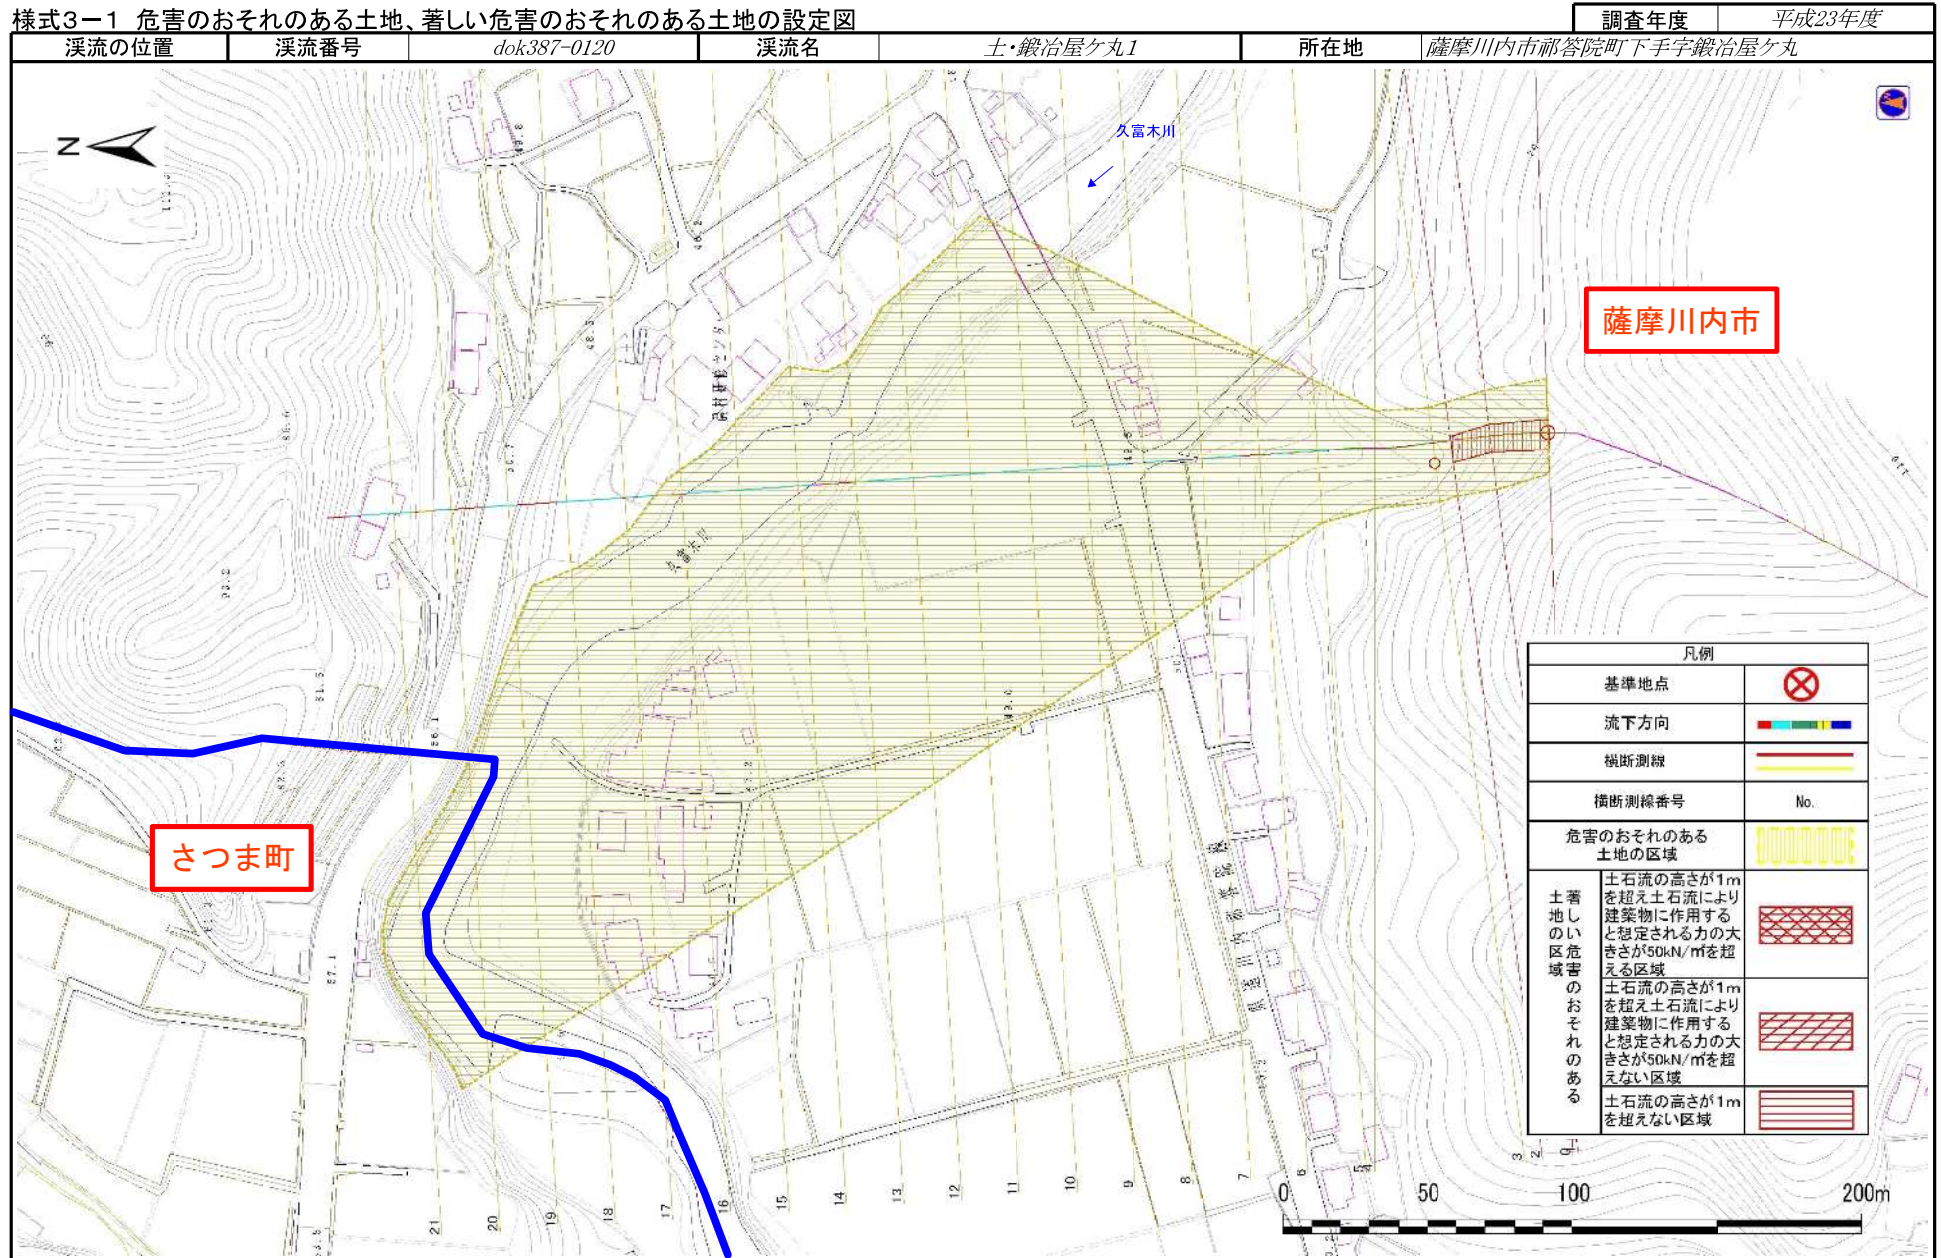 様式3-1 危害のおそれのある土地、著しい危害のおそれのある土地の設定図
調査年度 平成23年度
渓流の位置 渓流番号 dok387-0120 渓流名 土・鍛冶屋ケ丸1 所在地 薩摩川内市祁答院町下手字鍛冶屋ケ丸
N
久富木川
薩摩川内市
久富木川
さつま町
凡例
基準地点
流下方向
横断測線
横断測線番号 No.
危害のおそれのある
土地の区域
著しい危害のおそれのある
土地の区域
土石流の高さが1m
を超え土石流により
建築物に作用する
と想定される力の大
きさが50kN/㎡を超
える区域
土石流の高さが1m
を超え土石流により
建築物に作用する
と想定される力の大
きさが50kN/㎡を超
えない区域
土石流の高さが1m
を超えない区域
21 20 19 18 17 16 15 14 13 12 11 10 9 8 7 6 5 4 3 2
0 50 100 200m